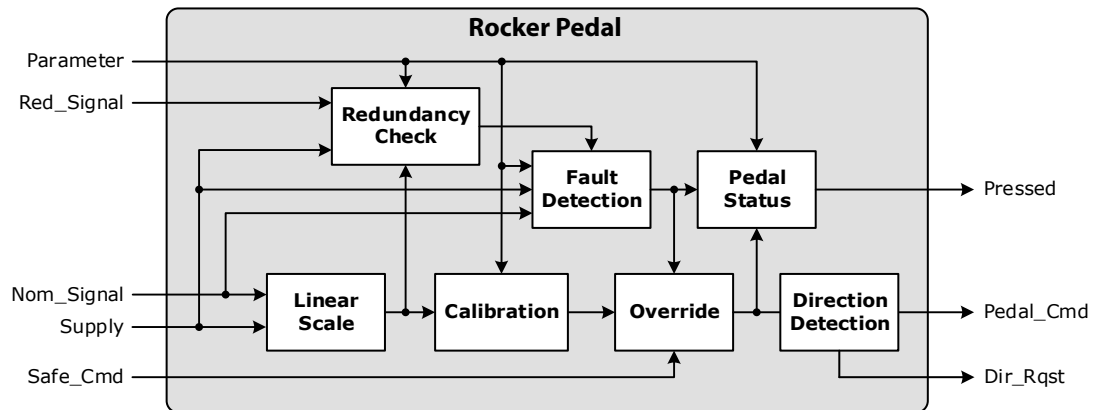 Rocker Pedal
Parameter
Red_Signal
Redundancy
Check
Fault
Detection
Pedal
Status
Pressed
Nom_Signal
Supply
Linear
Scale
Calibration
Override
Direction
Detection
Pedal_Cmd
Safe_Cmd
Dir_Rqst